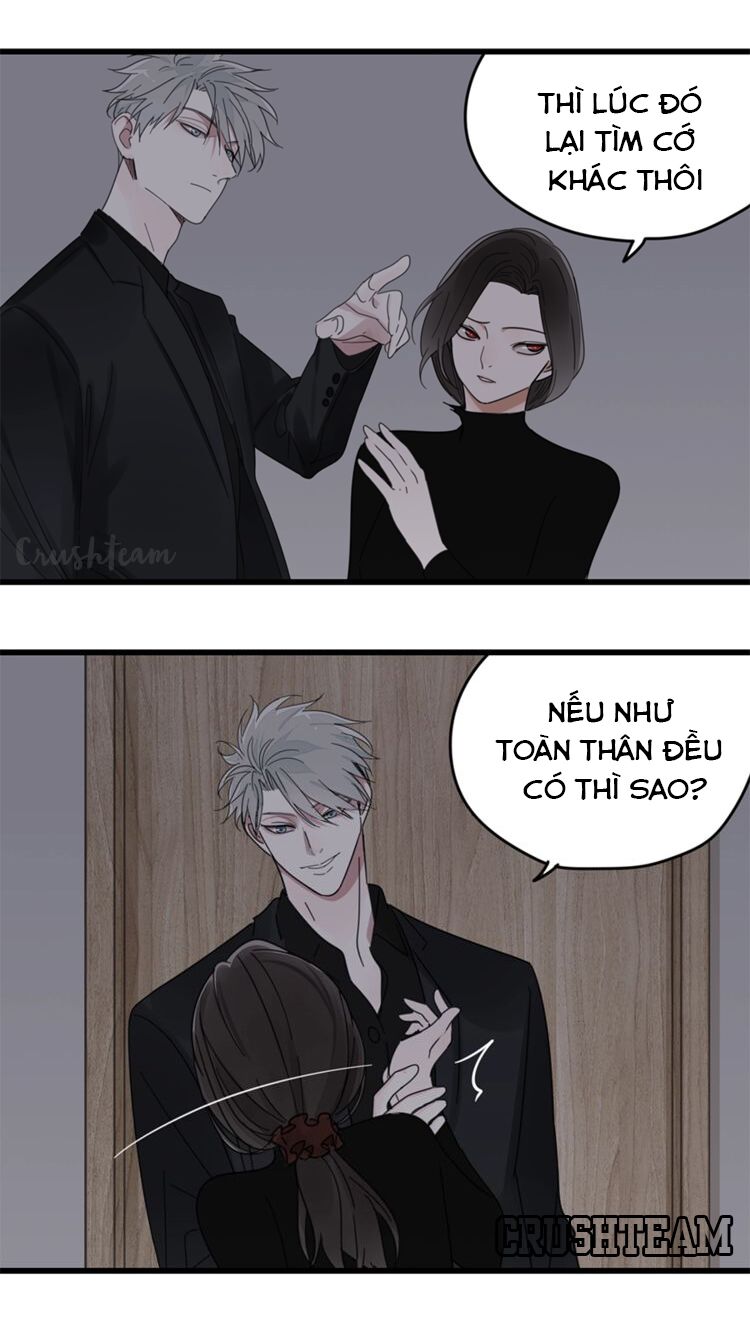 THÌ LÚC ĐÓ
LẠI TÌM CỚ
KHÁC THÔI
Crushteam
NẾU NHƯ
TOÀN THÂN ĐỀU
CÓ THÌ SAO?
CRUSHTEAM